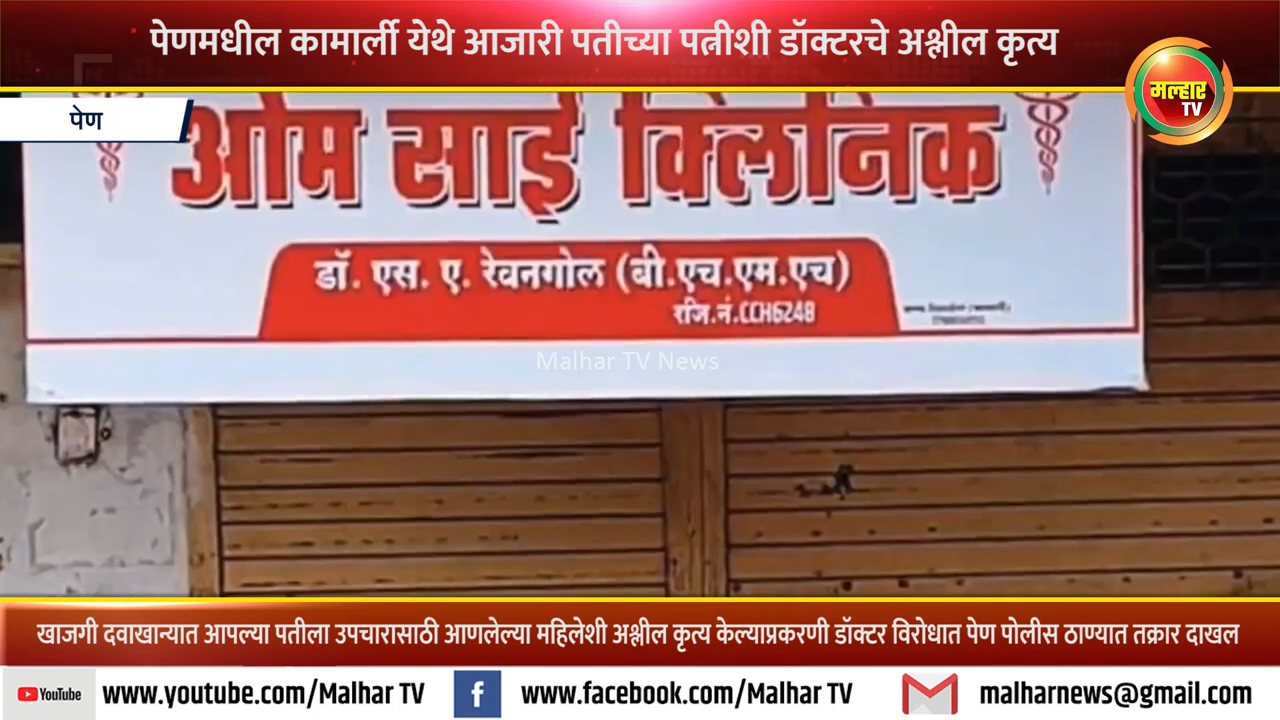 पेणमधील कामार्ली येथे आजारी पतीच्या पत्नीशी डॉक्टरचे अश्लील कृत्य
मल्हार
TV
पेण
ओम साई क्लिनिक
डॉ. एस. ए. रेवनगोल (बी.एच.एम.एच)
रजि.नं.CCH6248
Malhar TV News
खाजगी दवाखान्यात आपल्या पतीला उपचारासाठी आणलेल्या महिलेशी अश्लील कृत्य केल्याप्रकरणी डॉक्टर विरोधात पेण पोलीस ठाण्यात तक्रार दाखल
YouTube www.youtube.com/Malhar TV www.facebook.com/Malhar TV malharnews@gmail.com